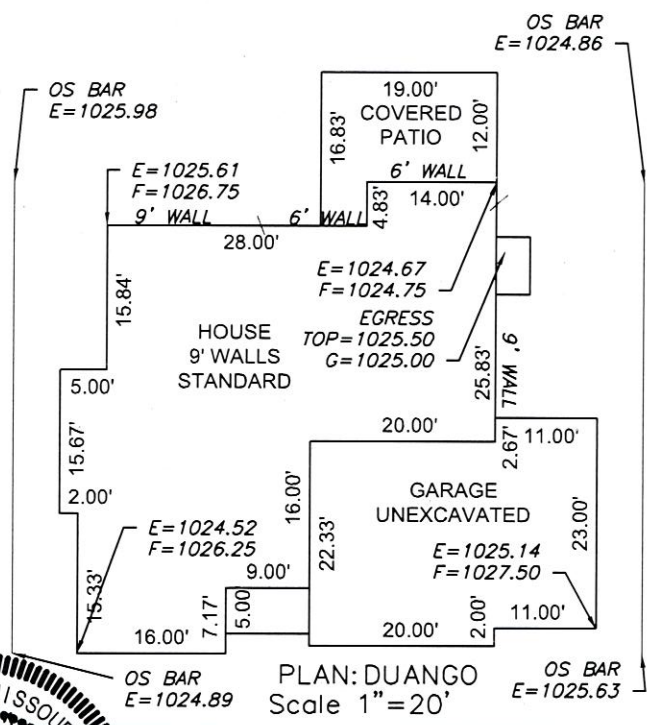 OS BAR
E=1024.86
OS BAR
E=1025.98
19.00'
COVERED
PATIO
16.83'
12.00'
E=1025.61
F=1026.75
6' WALL
9' WALL
6' WALL
4.83'
14.00'
28.00'
E=1024.67
F=1024.75
15.84'
EGRESS
TOP=1025.50
G=1025.00
HOUSE
9' WALLS
STANDARD
9' WALL
25.83'
5.00'
20.00'
2.67'
11.00'
15.67'
16.00'
GARAGE
UNEXCAVATED
23.00'
2.00'
22.33'
E=1024.52
F=1026.25
E=1025.14
F=1027.50
9.00'
15.33'
7.17'
5.00'
11.00'
16.00'
20.00'
2.00'
OS BAR
E=1024.89
PLAN: DUANGO
Scale 1"=20'
OS BAR
E=1025.63